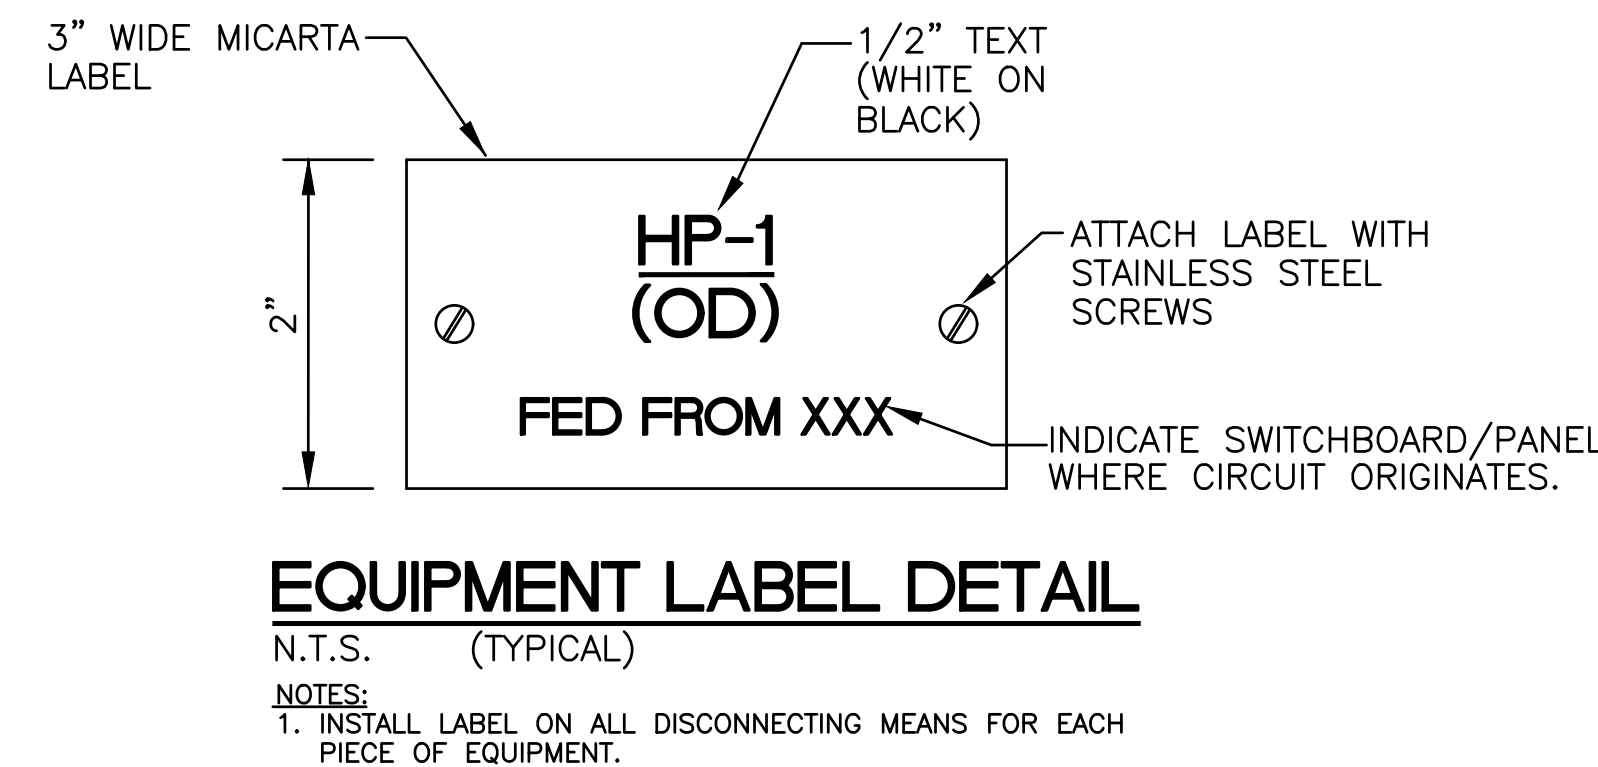 3" WIDE MICARTA
LABEL
1/2" TEXT
(WHITE ON
BLACK)
2"
HP-1
(OD)
FED FROM XXX
ATTACH LABEL WITH
STAINLESS STEEL
SCREWS
INDICATE SWITCHBOARD/PANEL
WHERE CIRCUIT ORIGINATES.
EQUIPMENT LABEL DETAIL
N.T.S. (TYPICAL)
NOTES:
1. INSTALL LABEL ON ALL DISCONNECTING MEANS FOR EACH
PIECE OF EQUIPMENT.